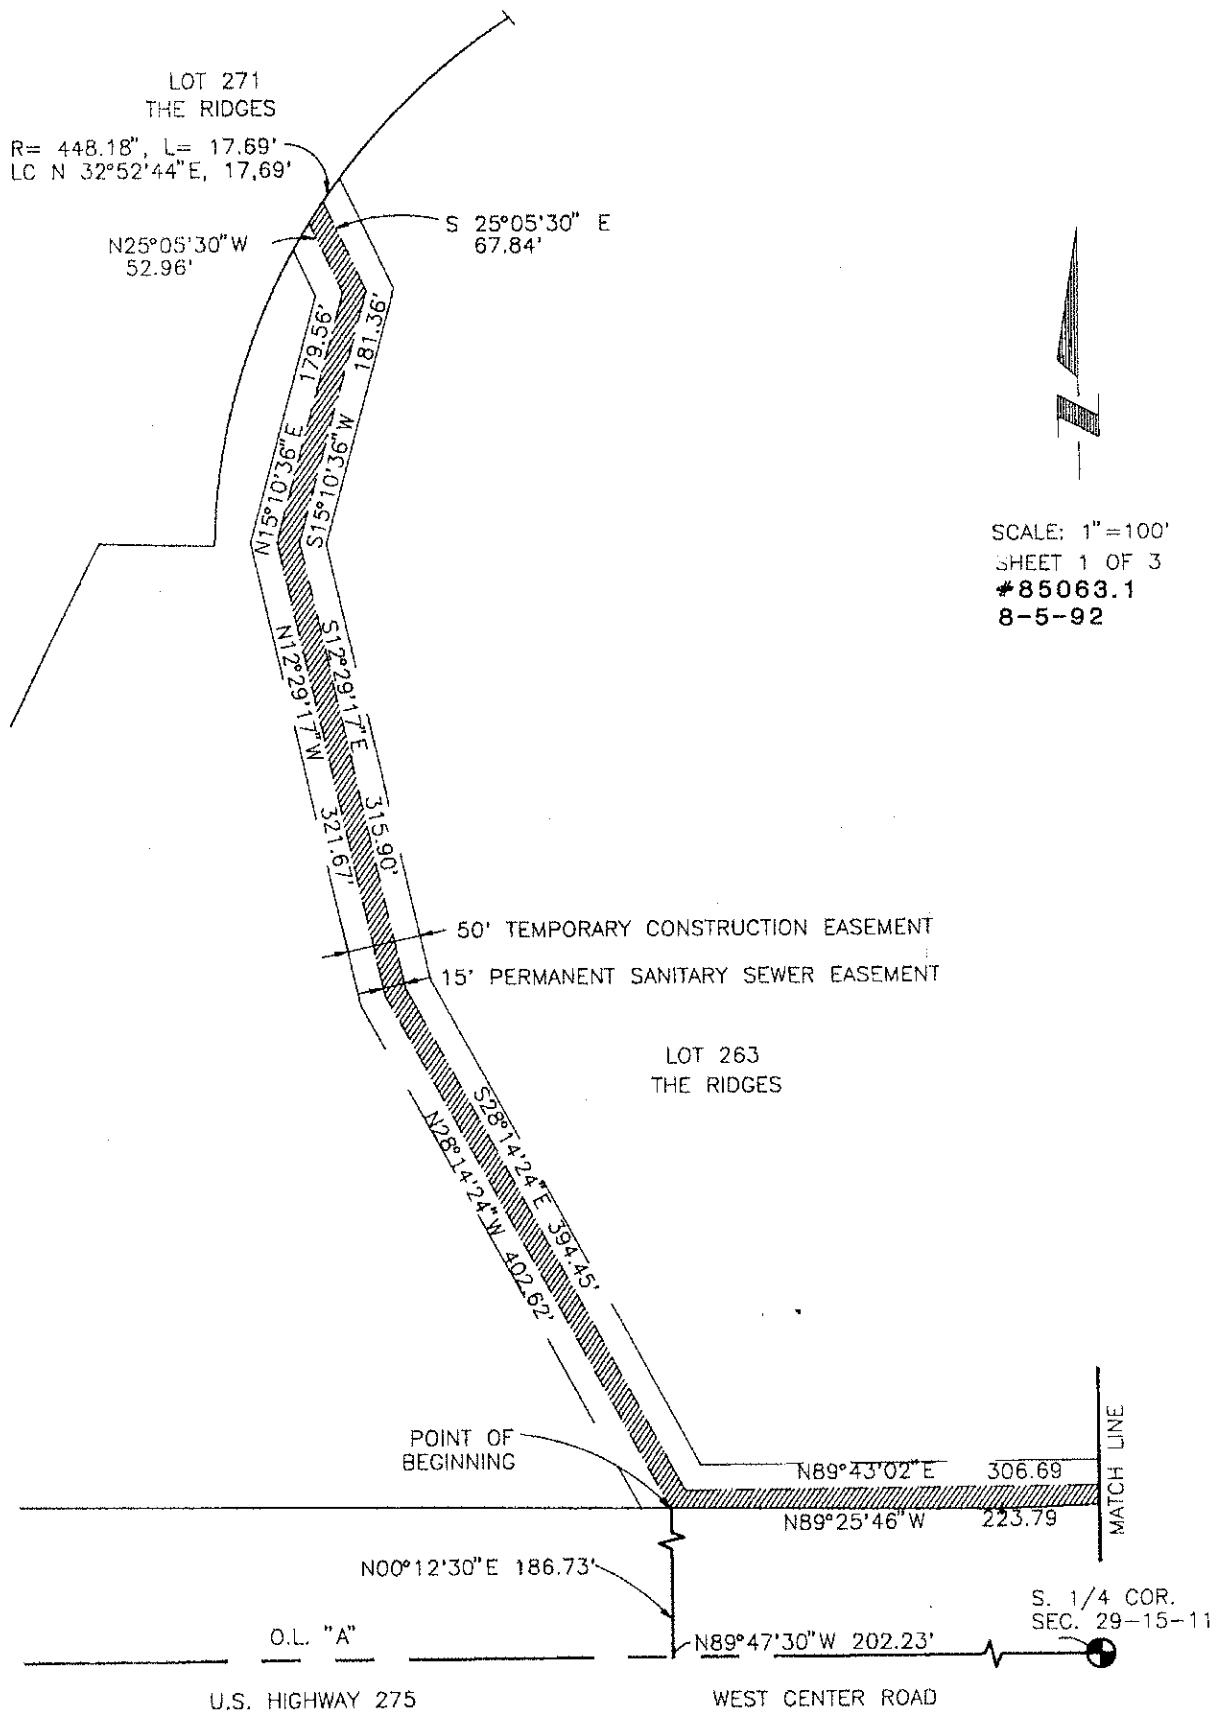 LOT 271
THE RIDGES
R= 448.18", L= 17.69'
LC N 32°52'44"E, 17,69'
N25°05'30"W
52.96'
S 25°05'30" E
67.84'
N15°10'36"E 179.56'
S15°10'36"W 181.36'
SCALE: 1"=100'
SHEET 1 OF 3
#85063.1
8-5-92
N12°29'17"W 321.67'
S12°29'17"E 315.90'
50' TEMPORARY CONSTRUCTION EASEMENT
15' PERMANENT SANITARY SEWER EASEMENT
LOT 263
THE RIDGES
S28°14'24"E 394.45'
N28°14'24"W 402.62'
POINT OF
BEGINNING
N89°43'02"E 306.69
N89°25'46"W 223.79
MATCH LINE
N00°12'30"E 186.73'
S. 1/4 COR.
SEC. 29-15-11
O.L. "A"
N89°47'30"W 202.23'
U.S. HIGHWAY 275
WEST CENTER ROAD